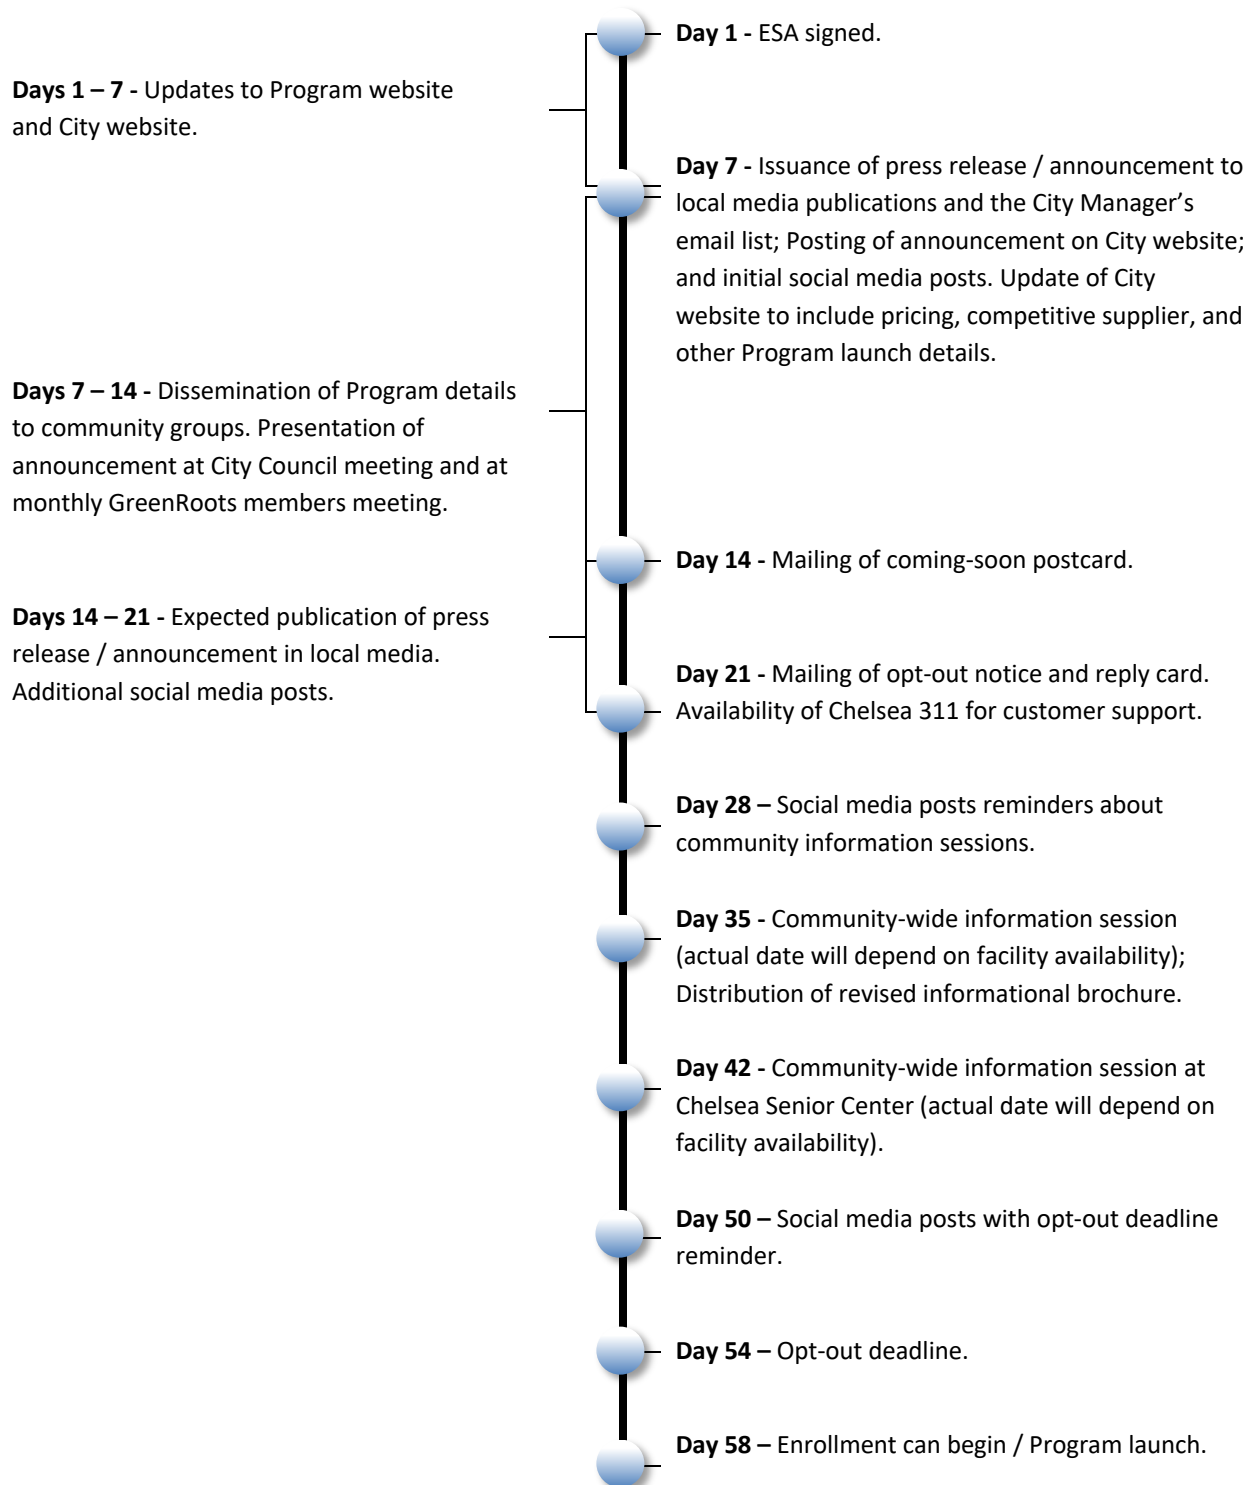 Day 1 - ESA signed.
Days 1 – 7 - Updates to Program website
and City website.
Day 7 - Issuance of press release / announcement to
local media publications and the City Manager’s
email list; Posting of announcement on City website;
and initial social media posts. Update of City
website to include pricing, competitive supplier, and
other Program launch details.
Days 7 – 14 - Dissemination of Program details
to community groups. Presentation of
announcement at City Council meeting and at
monthly GreenRoots members meeting.
Day 14 - Mailing of coming-soon postcard.
Days 14 – 21 - Expected publication of press
release / announcement in local media.
Additional social media posts.
Day 21 - Mailing of opt-out notice and reply card.
Availability of Chelsea 311 for customer support.
Day 28 – Social media posts reminders about
community information sessions.
Day 35 - Community-wide information session
(actual date will depend on facility availability);
Distribution of revised informational brochure.
Day 42 - Community-wide information session at
Chelsea Senior Center (actual date will depend on
facility availability).
Day 50 – Social media posts with opt-out deadline
reminder.
Day 54 – Opt-out deadline.
Day 58 – Enrollment can begin / Program launch.